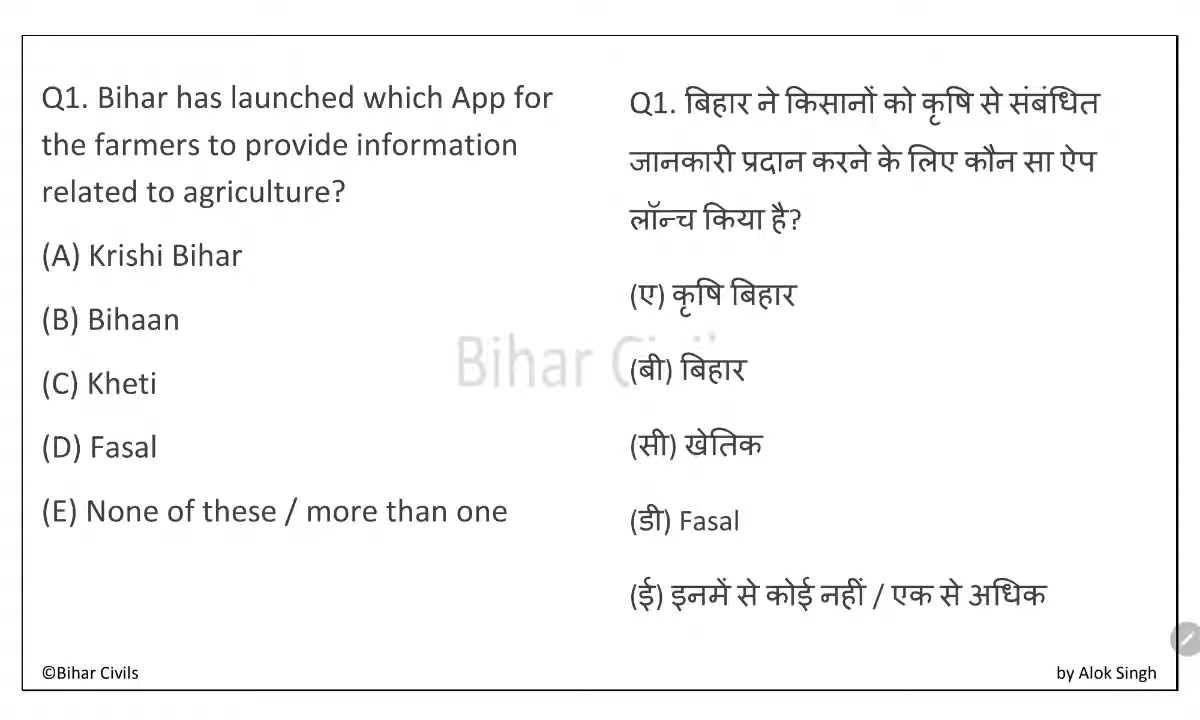 Q1. Bihar has launched which App for
the farmers to provide information
related to agriculture?
(A) Krishi Bihar
(B) Bihaan
(C) Kheti
(D) Fasal
(E) None of these / more than one
Q1. बिहार ने किसानों को कृषि से संबंधित
जानकारी प्रदान करने के लिए कौन सा ऐप
लॉन्च किया है?
(ए) कृषि बिहार
(बी) बिहार
(सी) खेतिक
(डी) Fasal
(ई) इनमें से कोई नहीं / एक से अधिक
Bihar
©Bihar Civils
by Alok Singh